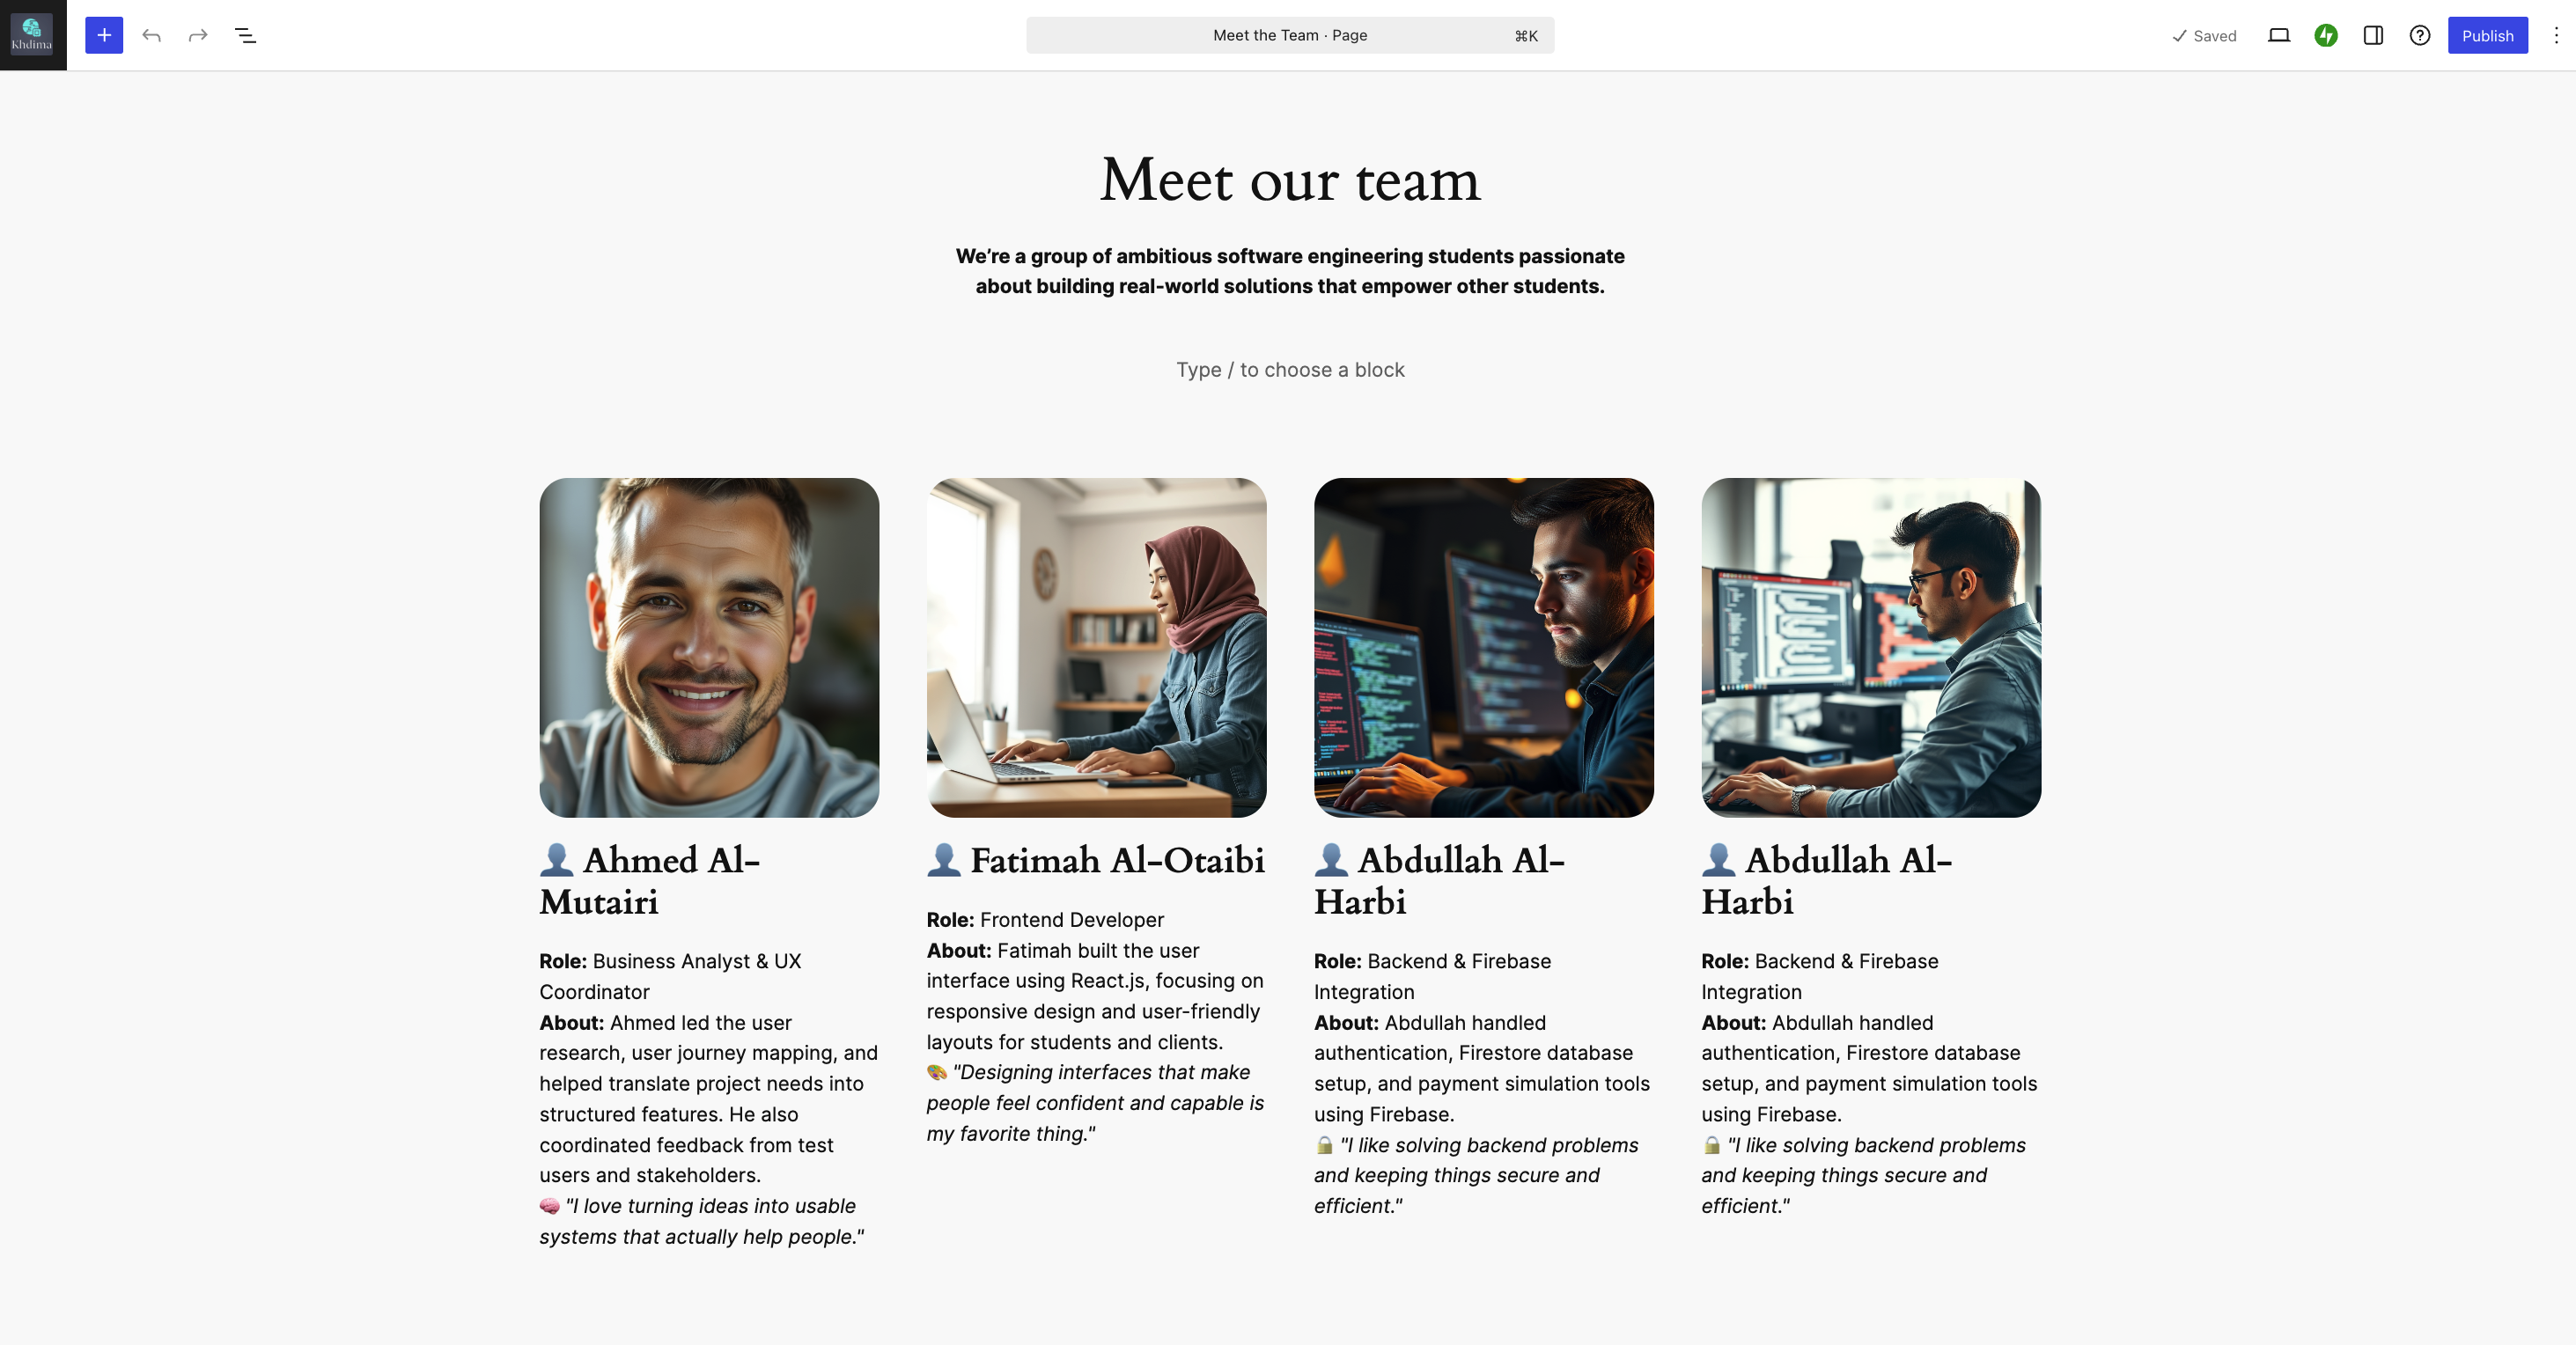 Khdima
Meet the Team · Page
⌘K
Saved
Publish
Meet our team
We’re a group of ambitious software engineering students passionate
about building real-world solutions that empower other students.
Type / to choose a block
👤 Ahmed Al-
Mutairi
Role: Business Analyst & UX
Coordinator
About: Ahmed led the user
research, user journey mapping, and
helped translate project needs into
structured features. He also
coordinated feedback from test
users and stakeholders.
🧠 "I love turning ideas into usable
systems that actually help people."
👤 Fatimah Al-Otaibi
Role: Frontend Developer
About: Fatimah built the user
interface using React.js, focusing on
responsive design and user-friendly
layouts for students and clients.
🎨 "Designing interfaces that make
people feel confident and capable is
my favorite thing."
👤 Abdullah Al-
Harbi
Role: Backend & Firebase
Integration
About: Abdullah handled
authentication, Firestore database
setup, and payment simulation tools
using Firebase.
🔒 "I like solving backend problems
and keeping things secure and
efficient."
👤 Abdullah Al-
Harbi
Role: Backend & Firebase
Integration
About: Abdullah handled
authentication, Firestore database
setup, and payment simulation tools
using Firebase.
🔒 "I like solving backend problems
and keeping things secure and
efficient."